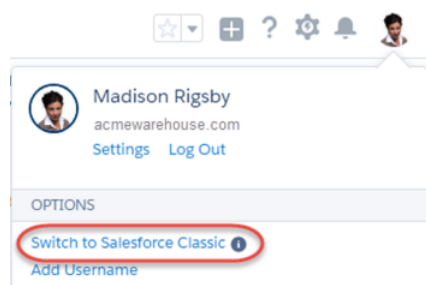 Madison Rigsby
acmewarehouse.com
Settings Log Out
OPTIONS
Switch to Salesforce Classic
Add Username